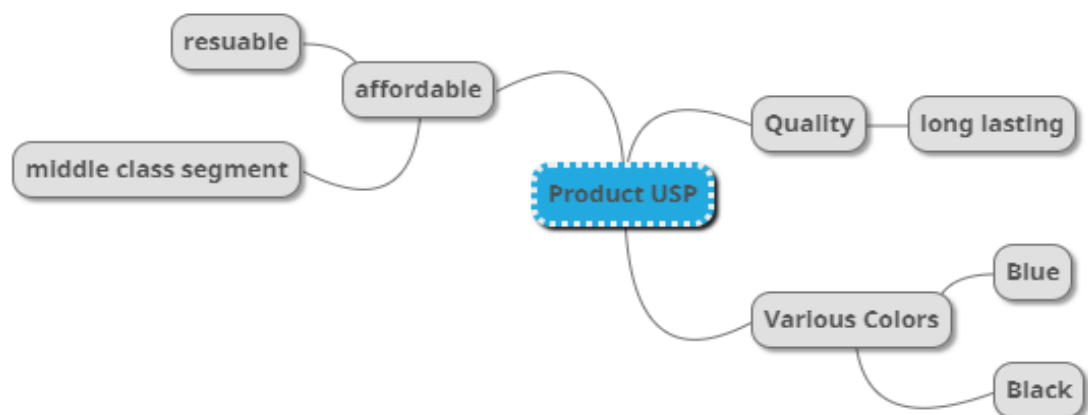 resuable
affordable
middle class segment
Product USP
Quality
long lasting
Various Colors
Blue
Black